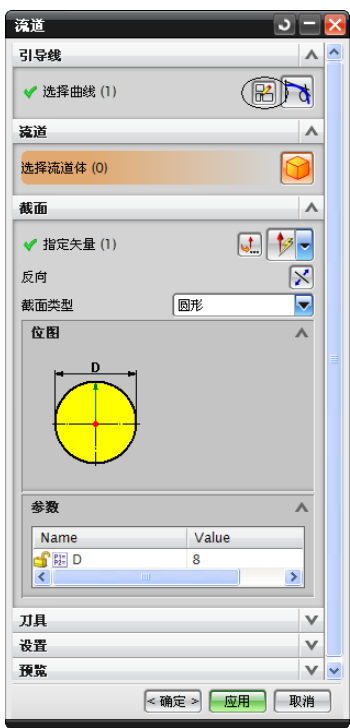 流道
引导线
选择曲线 (1)
流道
选择流道体 (0)
截面
指定矢量 (1)
反向
截面类型 圆形
位图
D
参数
Name Value
P1= P2= D 8
刀具
设置
预览
< 确定 > 应用 取消